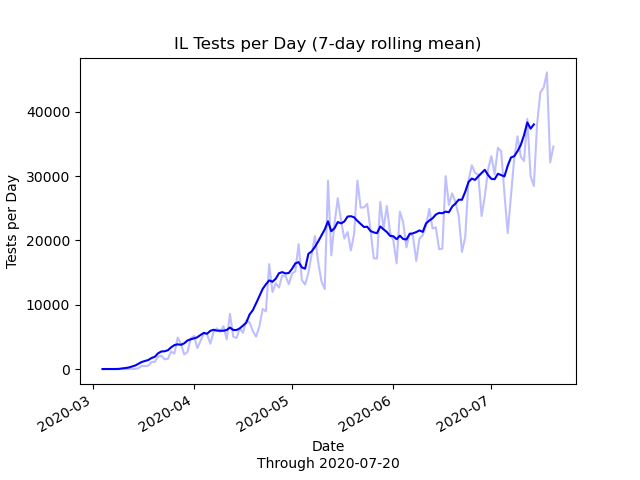 IL Tests per Day (7-day rolling mean)
Tests per Day
40000
30000
20000
10000
0
2020-03
2020-04
2020-05
2020-06
2020-07
Date
Through 2020-07-20